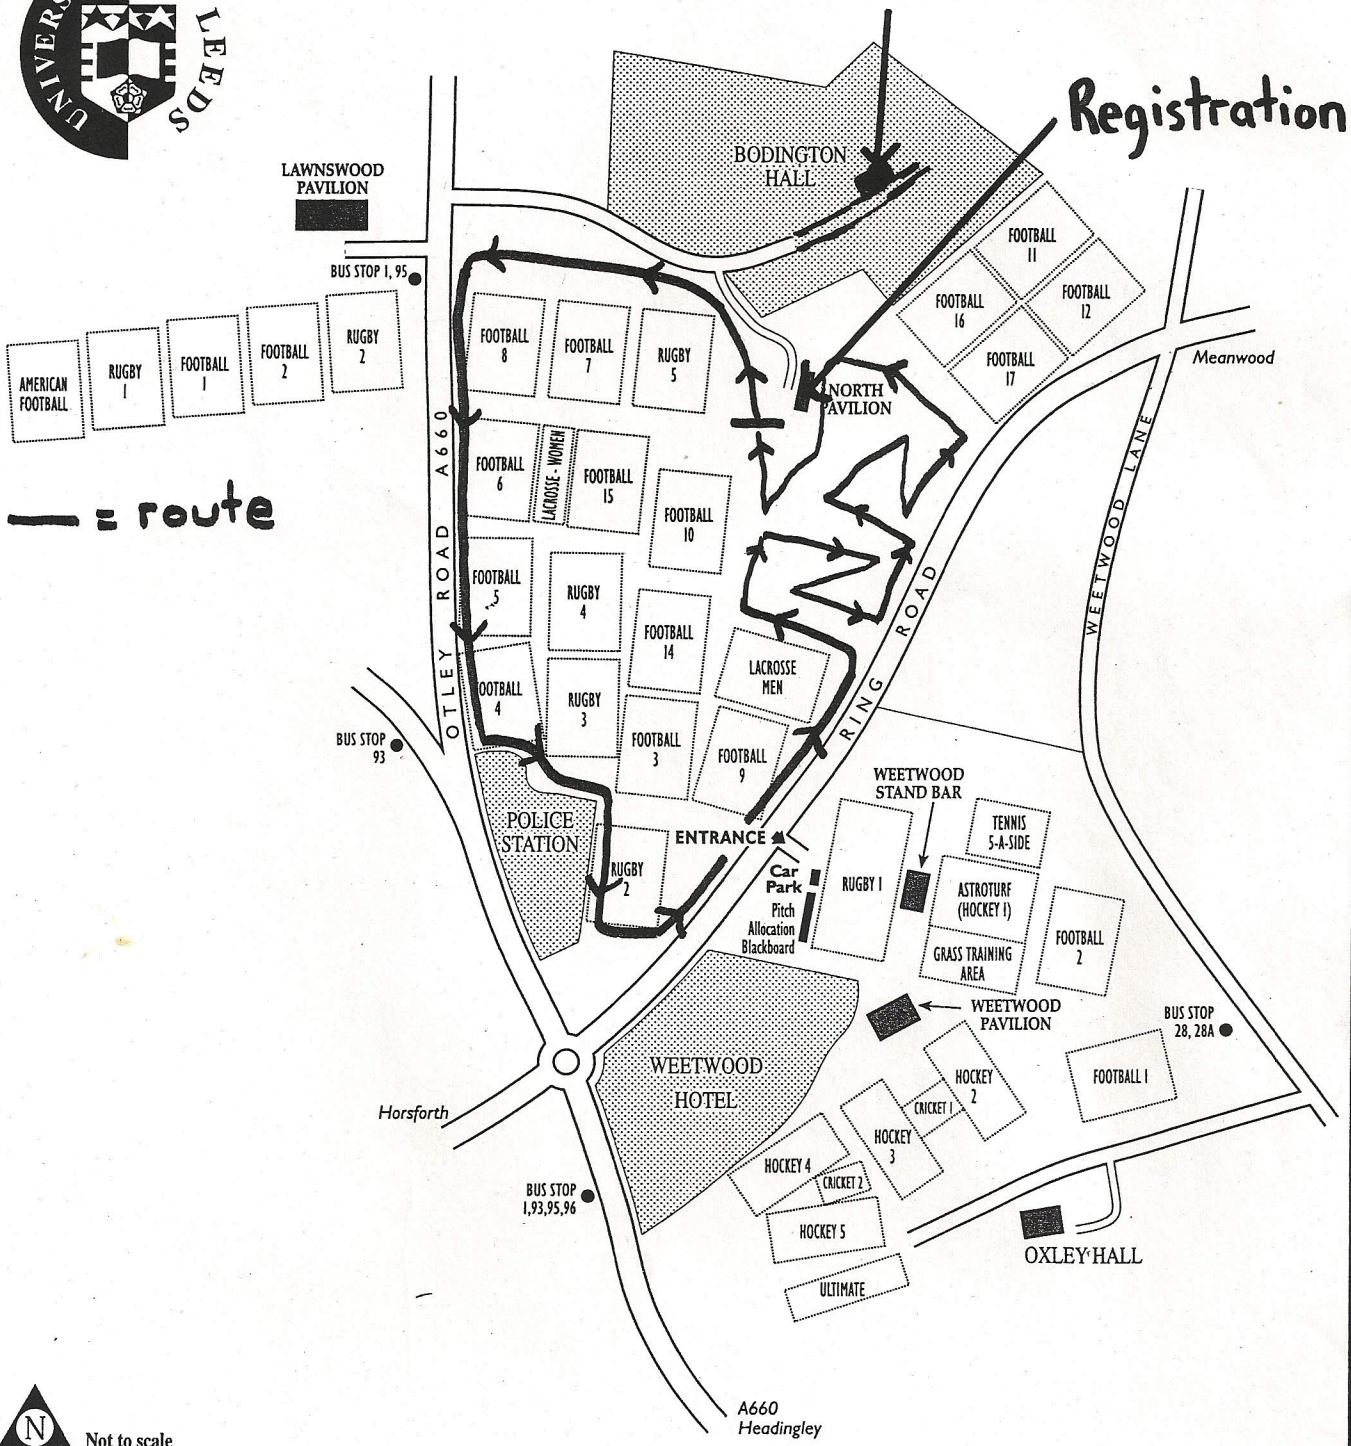 UNIVERS
LEEDS
Registration
BODINGTON
HALL
LAWNSWOOD
PAVILION
BUS STOP 1, 95
FOOTBALL
11
FOOTBALL
12
FOOTBALL
16
FOOTBALL
17
Meanwood
AMERICAN
FOOTBALL
RUGBY
1
FOOTBALL
1
FOOTBALL
2
RUGBY
2
FOOTBALL
8
FOOTBALL
7
RUGBY
5
NORTH
PAVILION
OTLEY ROAD A660
FOOTBALL
6
LACROSSE - WOMEN
FOOTBALL
15
FOOTBALL
10
— = route
WEETWOOD LANE
FOOTBALL
5
RUGBY
4
FOOTBALL
14
RING ROAD
LACROSSE
MEN
FOOTBALL
4
RUGBY
3
FOOTBALL
3
FOOTBALL
9
BUS STOP
93
WEETWOOD
STAND BAR
POLICE
STATION
ENTRANCE
RUGBY
2
Car
Park
Pitch
Allocation
Blackboard
RUGBY 1
TENNIS
5-A-SIDE
ASTROTURF
(HOCKEY 1)
GRASS TRAINING
AREA
FOOTBALL
2
WEETWOOD
PAVILION
BUS STOP
28, 28A
WEETWOOD
HOTEL
HOCKEY
2
CRICKET 1
FOOTBALL 1
HOCKEY
3
Horsforth
HOCKEY 4
CRICKET 2
BUS STOP
1,93,95,96
HOCKEY 5
OXLEY HALL
ULTIMATE
A660
Headingley
N
Not to scale